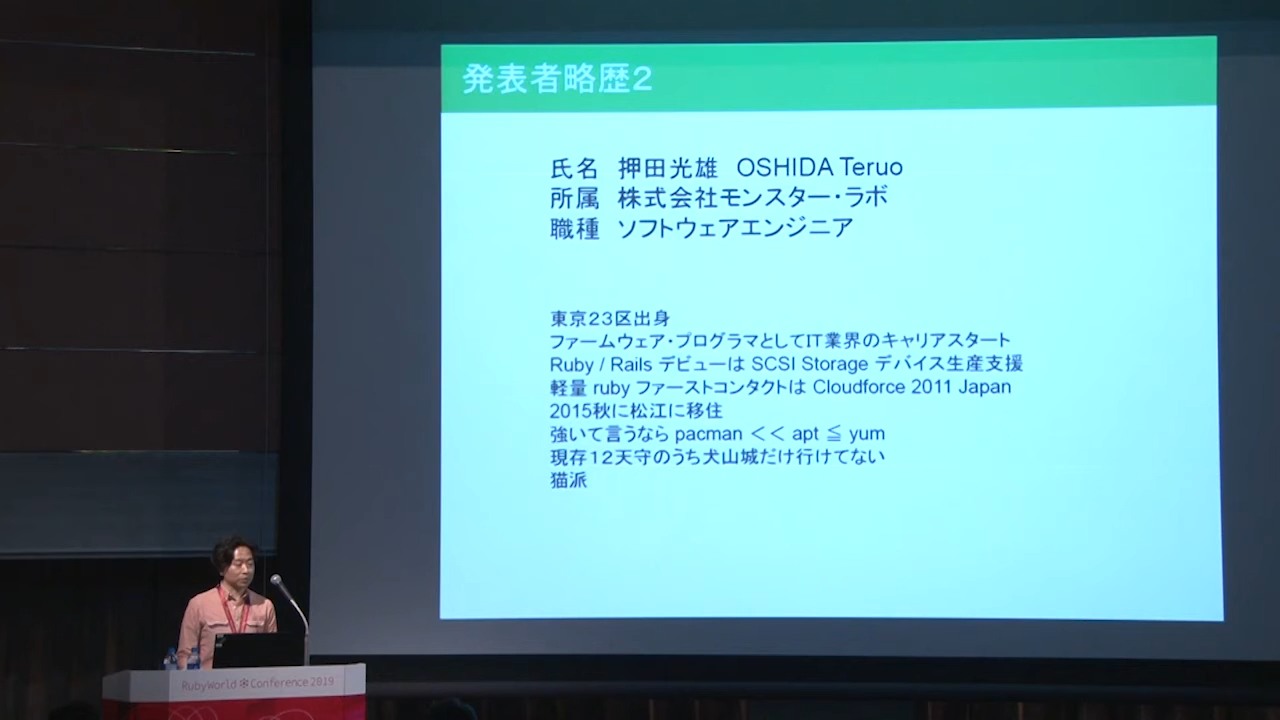 発表者略歴２
氏名　押田光雄　OSHIDA Teruo
所属　株式会社モンスター・ラボ
職種　ソフトウェアエンジニア
東京２３区出身
ファームウェア・プログラマとしてIT業界のキャリアスタート
Ruby / Rails デビューは SCSI Storage デバイス生産支援
軽量 ruby ファーストコンタクトは Cloudforce 2011 Japan
2015秋に松江に移住
強いて言うなら pacman ＜＜ apt ≦ yum
現存１２天守のうち犬山城だけ行けてない
猫派
RubyWorld Conference 2019